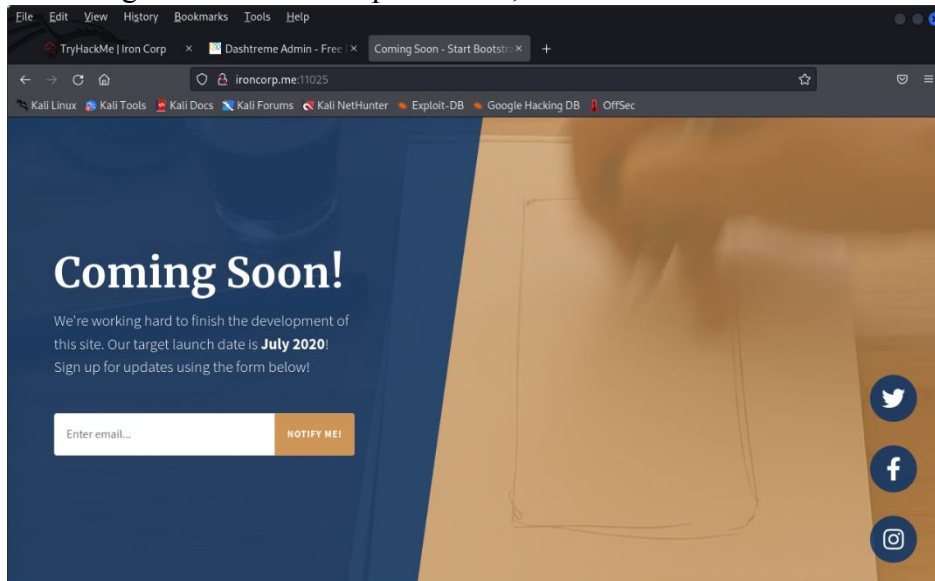 File Edit View History Bookmarks Tools Help
TryHackMe | Iron Corp × Dashtreme Admin - Free × Coming Soon - Start Bootstr × +
ironcorp.me:11025
Kali Linux Kali Tools Kali Docs Kali Forums Kali NetHunter Exploit-DB Google Hacking DB OffSec
Coming Soon!
We're working hard to finish the development of
this site. Our target launch date is July 2020!
Sign up for updates using the form below!
Enter email... NOTIFY ME!